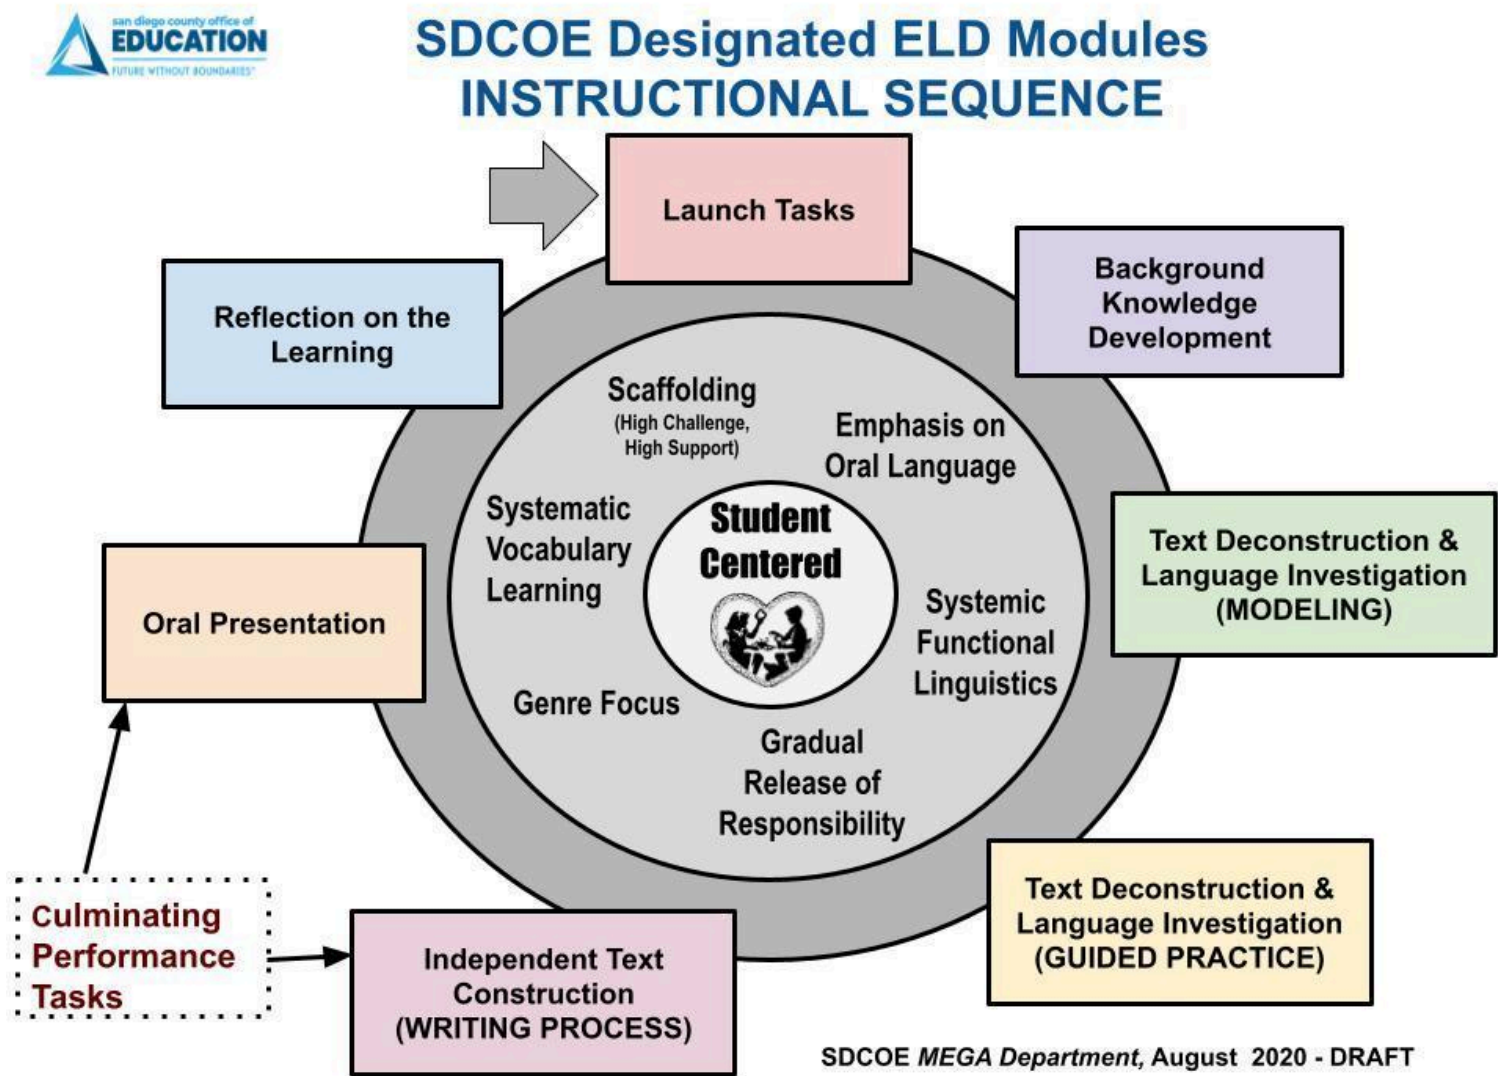 san diego county office of
EDUCATION
FUTURE WITHOUT BOUNDARIES™
SDCOE Designated ELD Modules
INSTRUCTIONAL SEQUENCE
Launch Tasks
Background
Knowledge
Development
Text Deconstruction &
Language Investigation
(MODELING)
Text Deconstruction &
Language Investigation
(GUIDED PRACTICE)
Independent Text
Construction
(WRITING PROCESS)
Culminating
Performance
Tasks
Oral Presentation
Reflection on the
Learning
Scaffolding
(High Challenge,
High Support)
Emphasis on
Oral Language
Systemic
Functional
Linguistics
Gradual
Release of
Responsibility
Genre Focus
Systematic
Vocabulary
Learning
Student
Centered
SDCOE MEGA Department, August 2020 - DRAFT